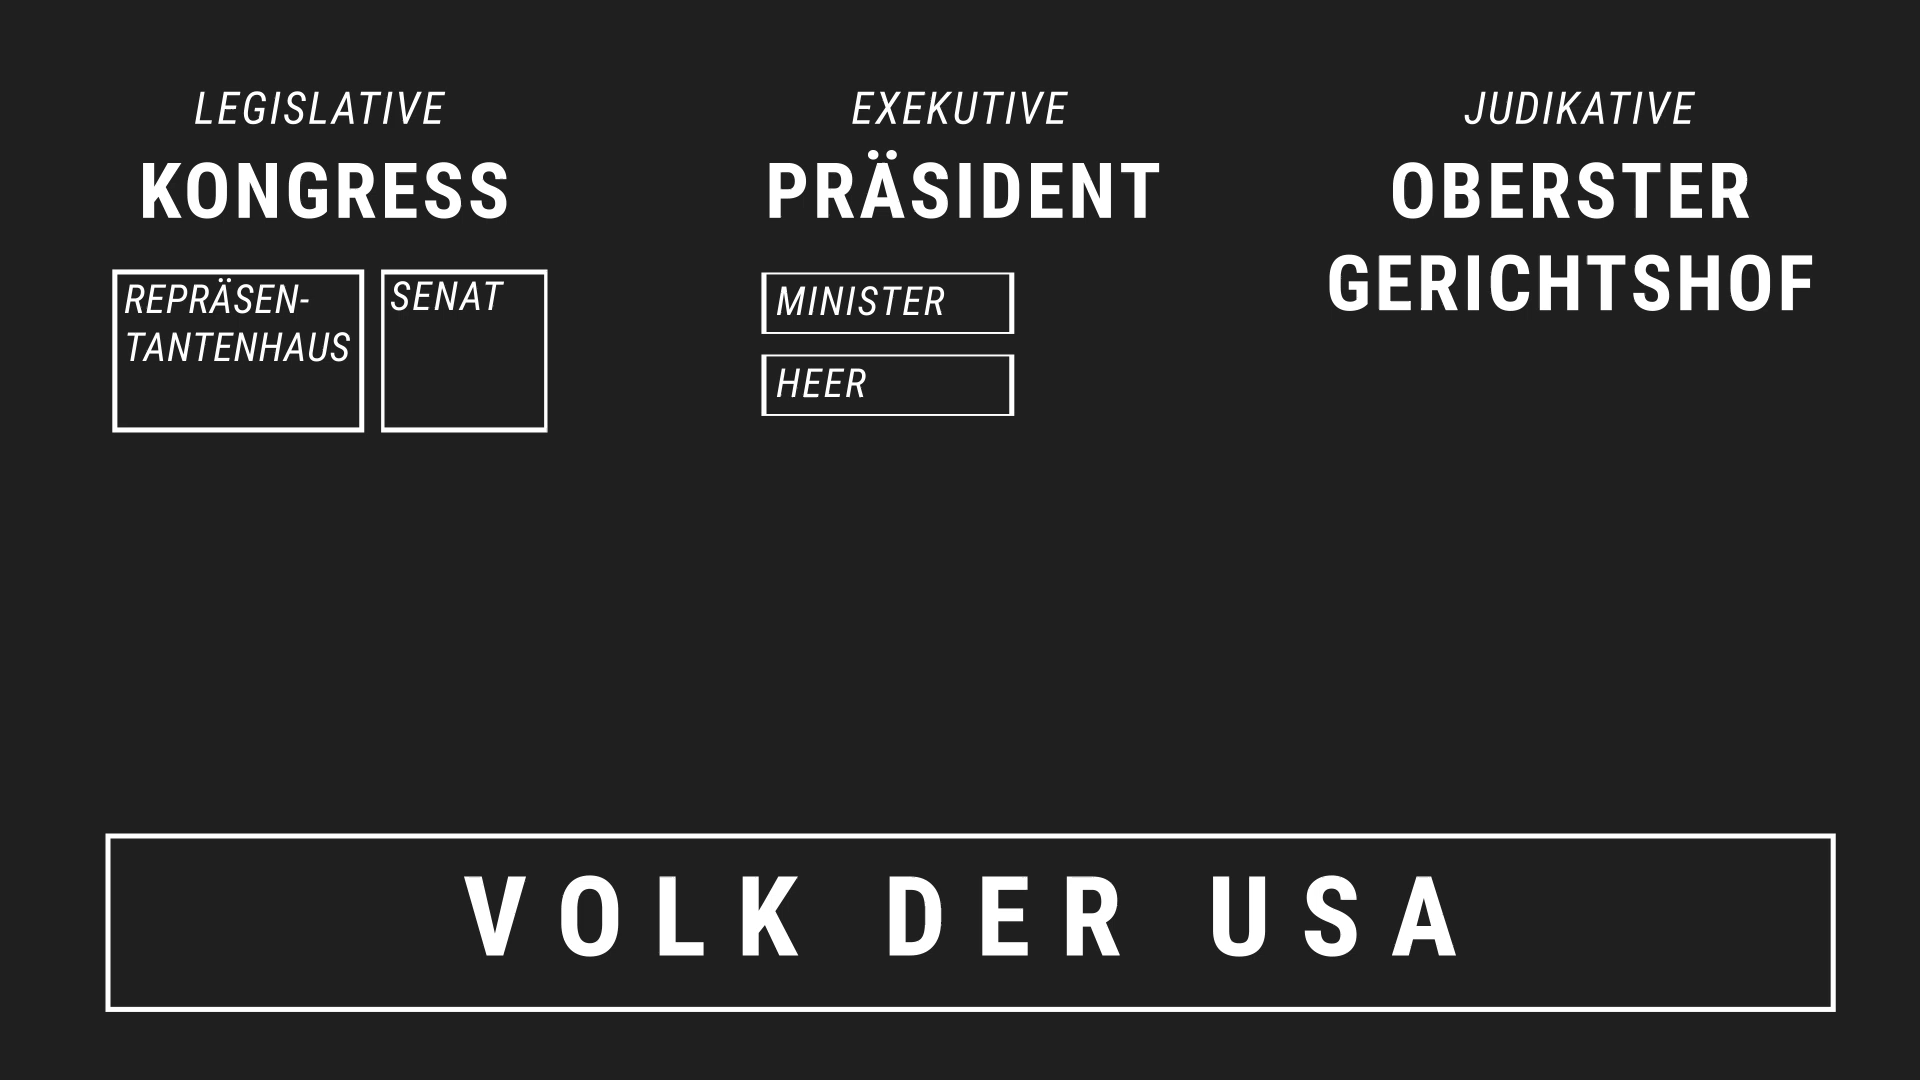 LEGISLATIVE
KONGRESS
REPRÄSEN-
TANTENHAUS
SENAT
EXEKUTIVE
PRÄSIDENT
MINISTER
HEER
JUDIKATIVE
OBERSTER
GERICHTSHOF
VOLK DER USA